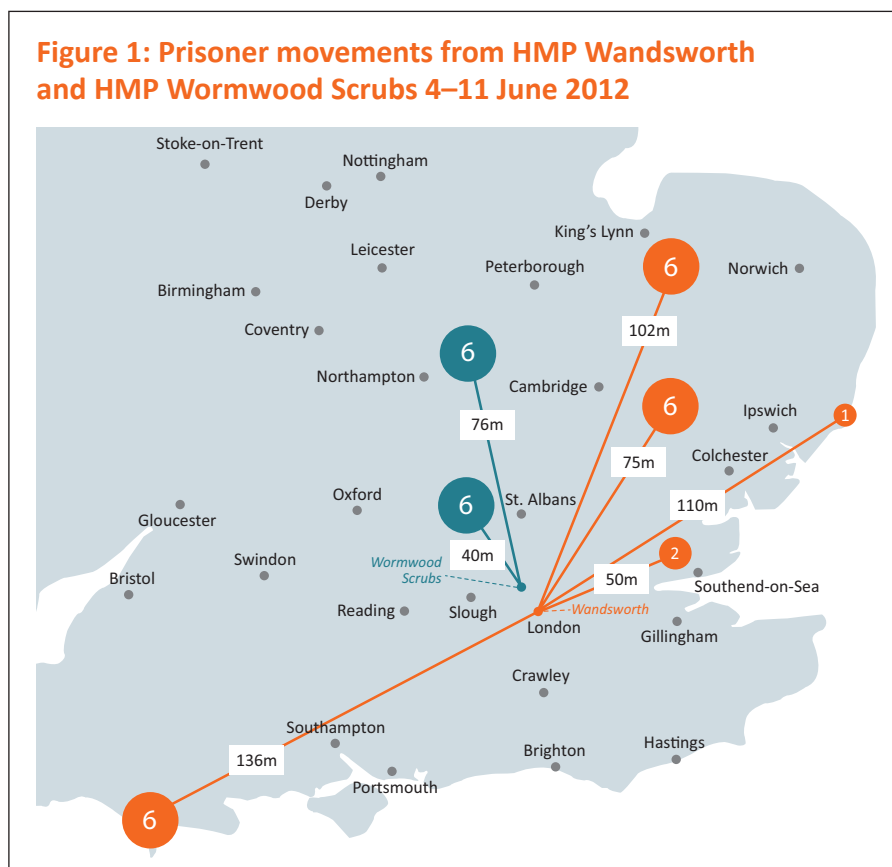 Figure 1: Prisoner movements from HMP Wandsworth
and HMP Wormwood Scrubs 4–11 June 2012
Stoke-on-Trent
Nottingham
Derby
King's Lynn
Leicester
Peterborough
6
Norwich
Birmingham
Coventry
102m
6
Northampton
Cambridge
6
Ipswich
1
76m
75m
Colchester
110m
Oxford
6
St. Albans
Gloucester
40m
2
Wormwood
Scrubs
Swindon
50m
Bristol
Southend-on-Sea
Reading
Slough
Wandsworth
London
Gillingham
Crawley
Southampton
136m
Brighton
Hastings
Portsmouth
6